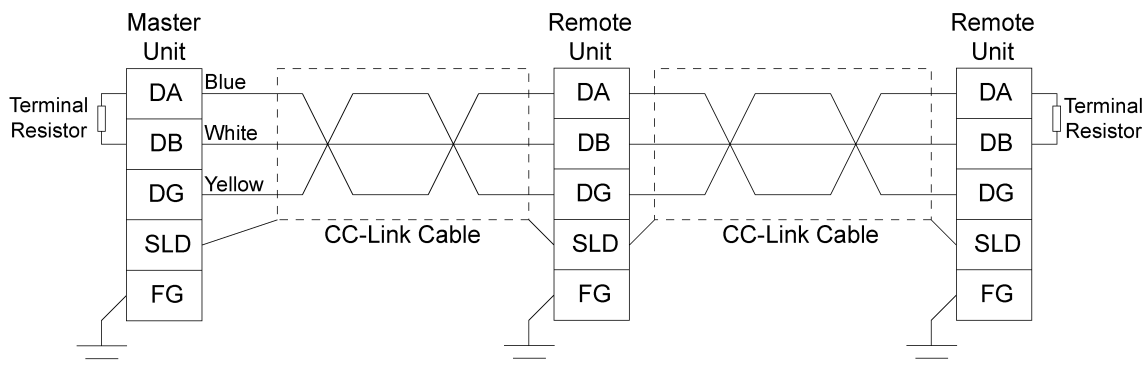 Master
Unit
Remote
Unit
Remote
Unit
Terminal
Resistor
DA
DB
DG
SLD
FG
Blue
White
Yellow
CC-Link Cable
DA
DB
DG
SLD
FG
CC-Link Cable
DA
DB
DG
SLD
FG
Terminal
Resistor